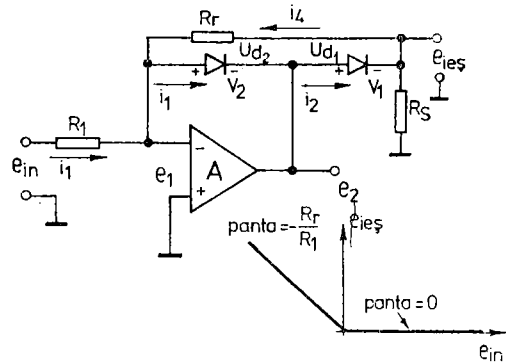 Rr
i4
Ud2
Ud1
i1
V2
i2
V1
eieş
RS
R1
ein
i1
e1
A
e2
panta=-Rr/R1
eieş
panta=0
ein